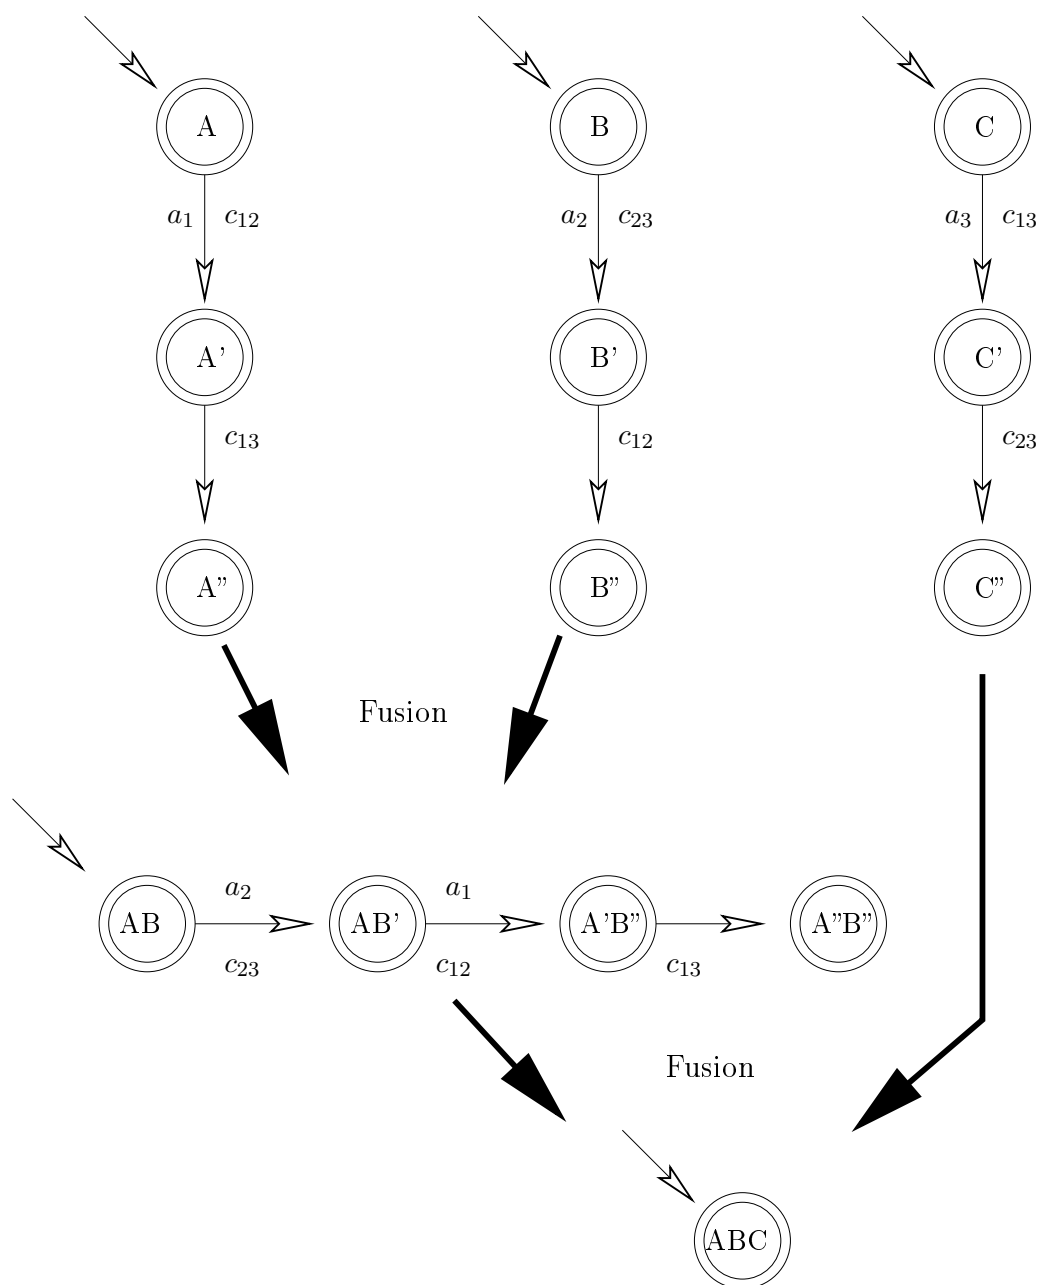 A B C
a₁ c₁₂ a₂ c₂₃ a₃ c₁₃
A' B' C'
c₁₃ c₁₂ c₂₃
A" B" C"
Fusion
a₂ a₁
AB AB' A'B" A"B"
c₂₃ c₁₂ c₁₃
Fusion
ABC